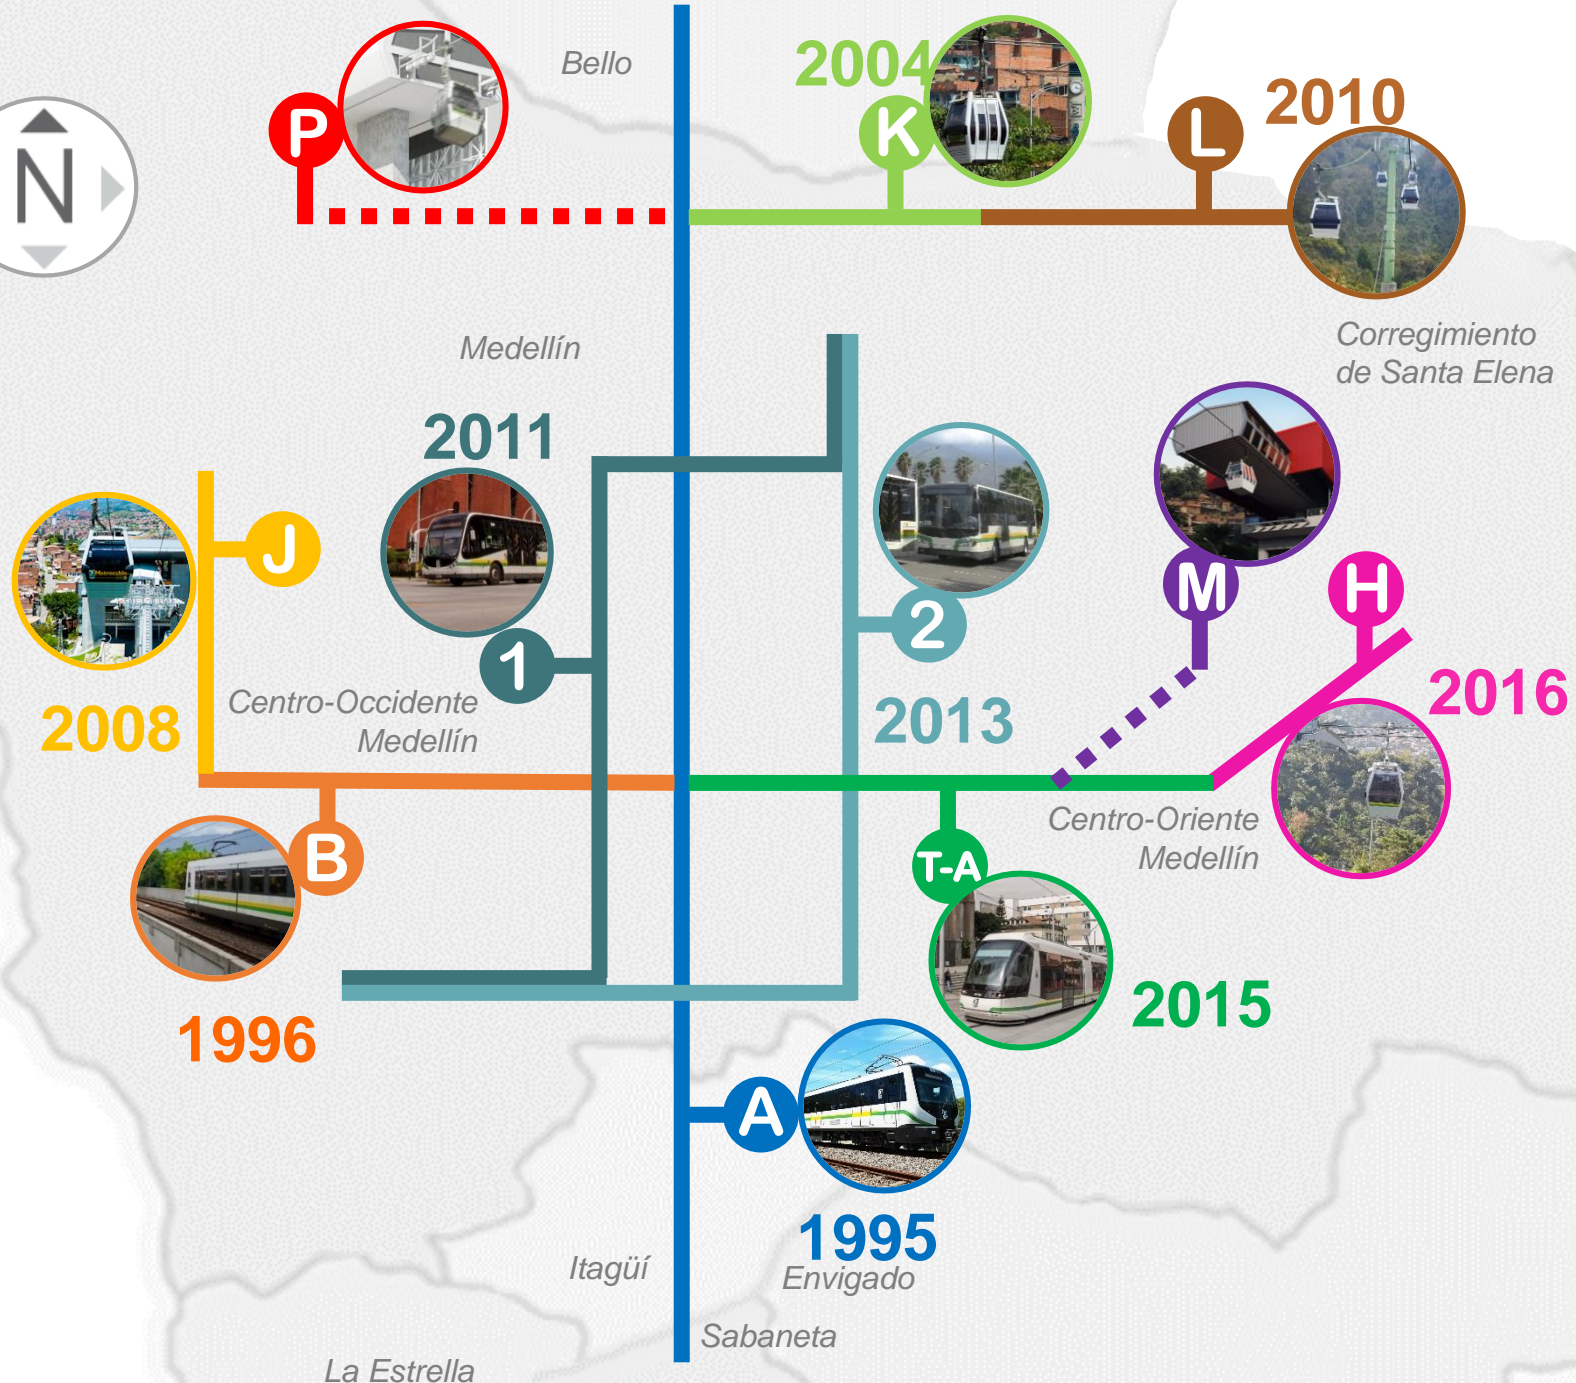 Bello
2004
P
K
L
2010
N
Medellín
Corregimiento
de Santa Elena
2011
J
M
H
1
2
Centro-Occidente
Medellín
2008
2013
2016
B
T-A
Centro-Oriente
Medellín
1996
2015
A
1995
Itagüí
Envigado
Sabaneta
La Estrella